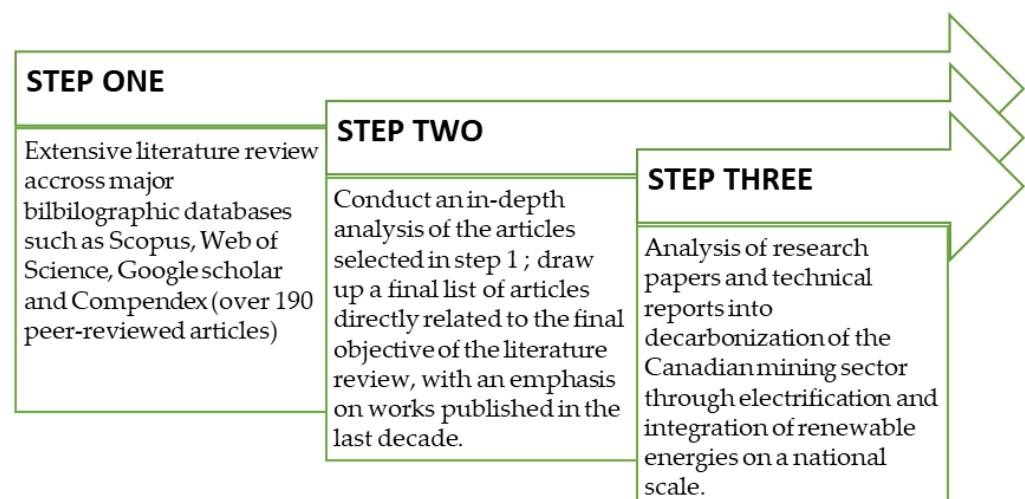 STEP ONE
Extensive literature review
accross major
bilbilographic databases
such as Scopus, Web of
Science, Google scholar
and Compendex (over 190
peer-reviewed articles)
STEP TWO
Conduct an in-depth
analysis of the articles
selected in step 1 ; draw
up a final list of articles
directly related to the final
objective of the literature
review, with an emphasis
on works published in the
last decade.
STEP THREE
Analysis of research
papers and technical
reports into
decarbonization of the
Canadian mining sector
through electrification and
integration of renewable
energies on a national
scale.